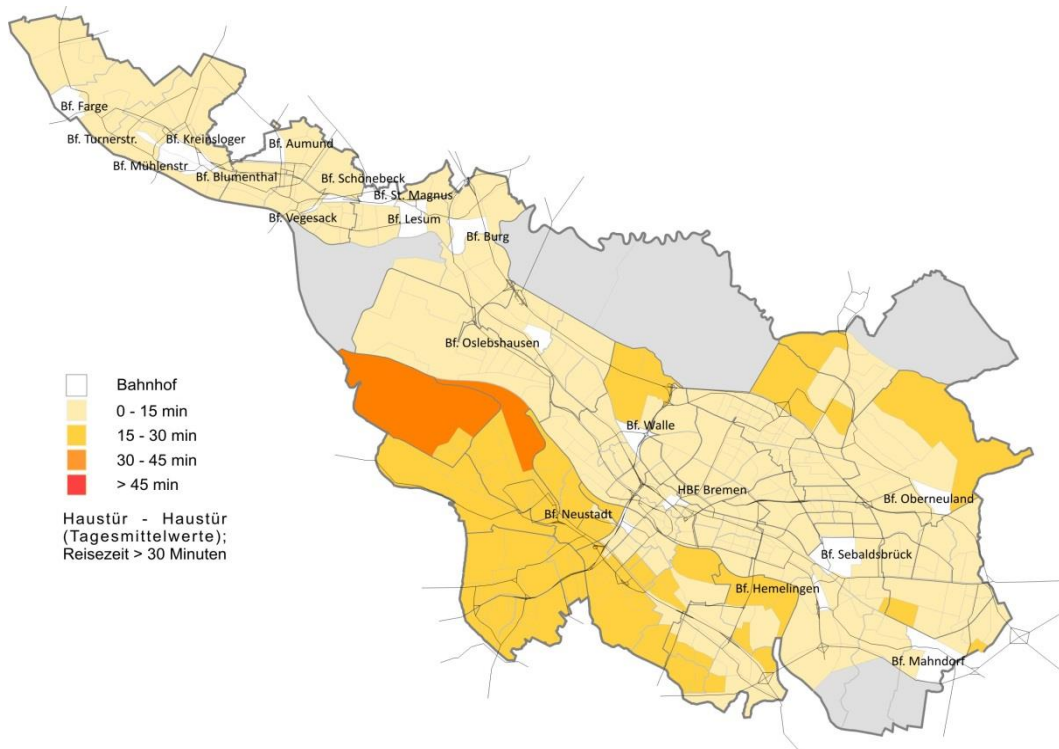 Bf. Farge
Bf. Turnerstr.
Bf. Kreinsloger
Bf. Aumund
Bf. Mühlenstr
Bf. Blumenthal
Bf. Schönebeck
Bf. St. Magnus
Bf. Vegesack
Bf. Lesum
Bf. Burg
Bf. Oslebshausen
Bf. Walle
HBF Bremen
Bf. Oberneuland
Bf. Neustadt
Bf. Sebaldsbrück
Bf. Hemelingen
Bf. Mahndorf
Bahnhof
0 - 15 min
15 - 30 min
30 - 45 min
> 45 min
Haustür - Haustür
(Tagesmittelwerte);
Reisezeit > 30 Minuten